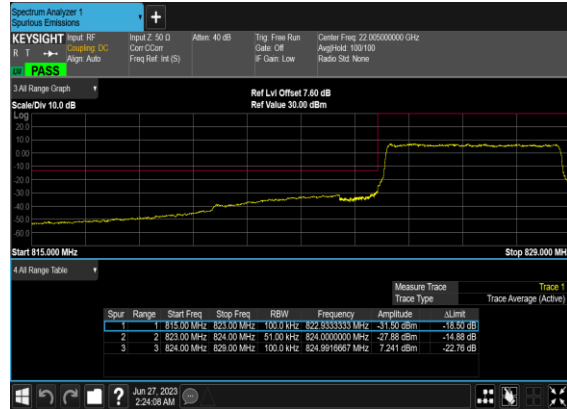 Spectrum Analyzer 1
Spurious Emissions
KEYSIGHT Input: RF Input Z: 50 Ω Atten: 40 dB Trig: Free Run Center Freq: 22.005000000 GHz
R T Coupling: DC Corr CCorr Gate: Off Avg|Hold: 100/100
Align: Auto Freq Ref: Int (S) IF Gain: Low Radio Std: None
PASS
3 All Range Graph
Ref Lvl Offset 7.60 dB
Scale/Div 10.0 dB Ref Value 30.00 dBm
Log
20.0
10.0
0.00
-10.0
-20.0
-30.0
-40.0
-50.0
-60.0
Start 815.000 MHz Stop 829.000 MH
4 All Range Table
Measure Trace Trace 1
Trace Type Trace Average (Active)
Spur Range Start Freq Stop Freq RBW Frequency Amplitude ΔLimit
1 1 815.00 MHz 823.00 MHz 100.0 kHz 822.9333333 MHz -31.50 dBm -18.50 dB
2 2 823.00 MHz 824.00 MHz 51.00 kHz 824.0000000 MHz -27.88 dBm -14.88 dB
3 3 824.00 MHz 829.00 MHz 100.0 kHz 824.9916667 MHz 7.241 dBm -22.76 dB
Jun 27, 2023
2:24:08 AM